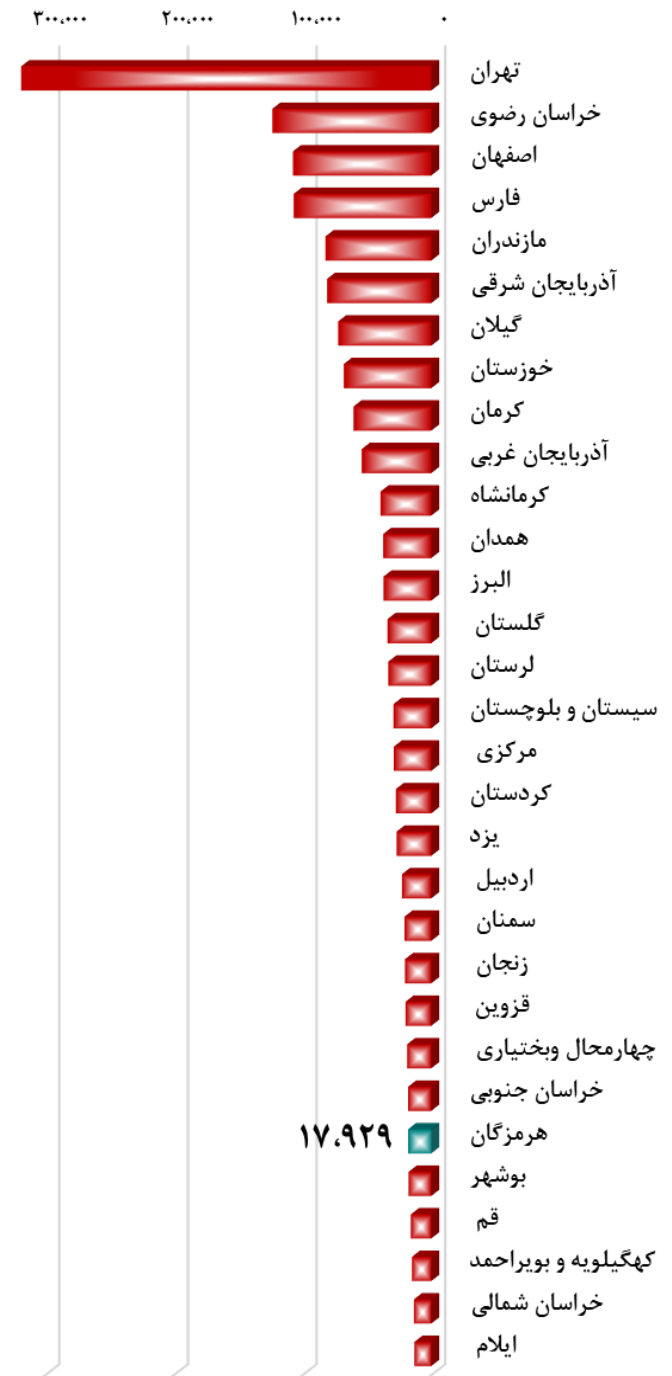 ۳۰۰،۰۰۰ ۲۰۰،۰۰۰ ۱۰۰،۰۰۰ ۰
تهران
خراسان رضوی
اصفهان
فارس
مازندران
آذربایجان شرقی
گیلان
خوزستان
کرمان
آذربایجان غربی
کرمانشاه
همدان
البرز
گلستان
لرستان
سیستان و بلوچستان
مرکزی
کردستان
یزد
اردبیل
سمنان
زنجان
قزوین
چهارمحال وبختیاری
خراسان جنوبی
هرمزگان ۱۷،۹۲۹
بوشهر
قم
کهگیلویه و بویراحمد
خراسان شمالی
ایلام